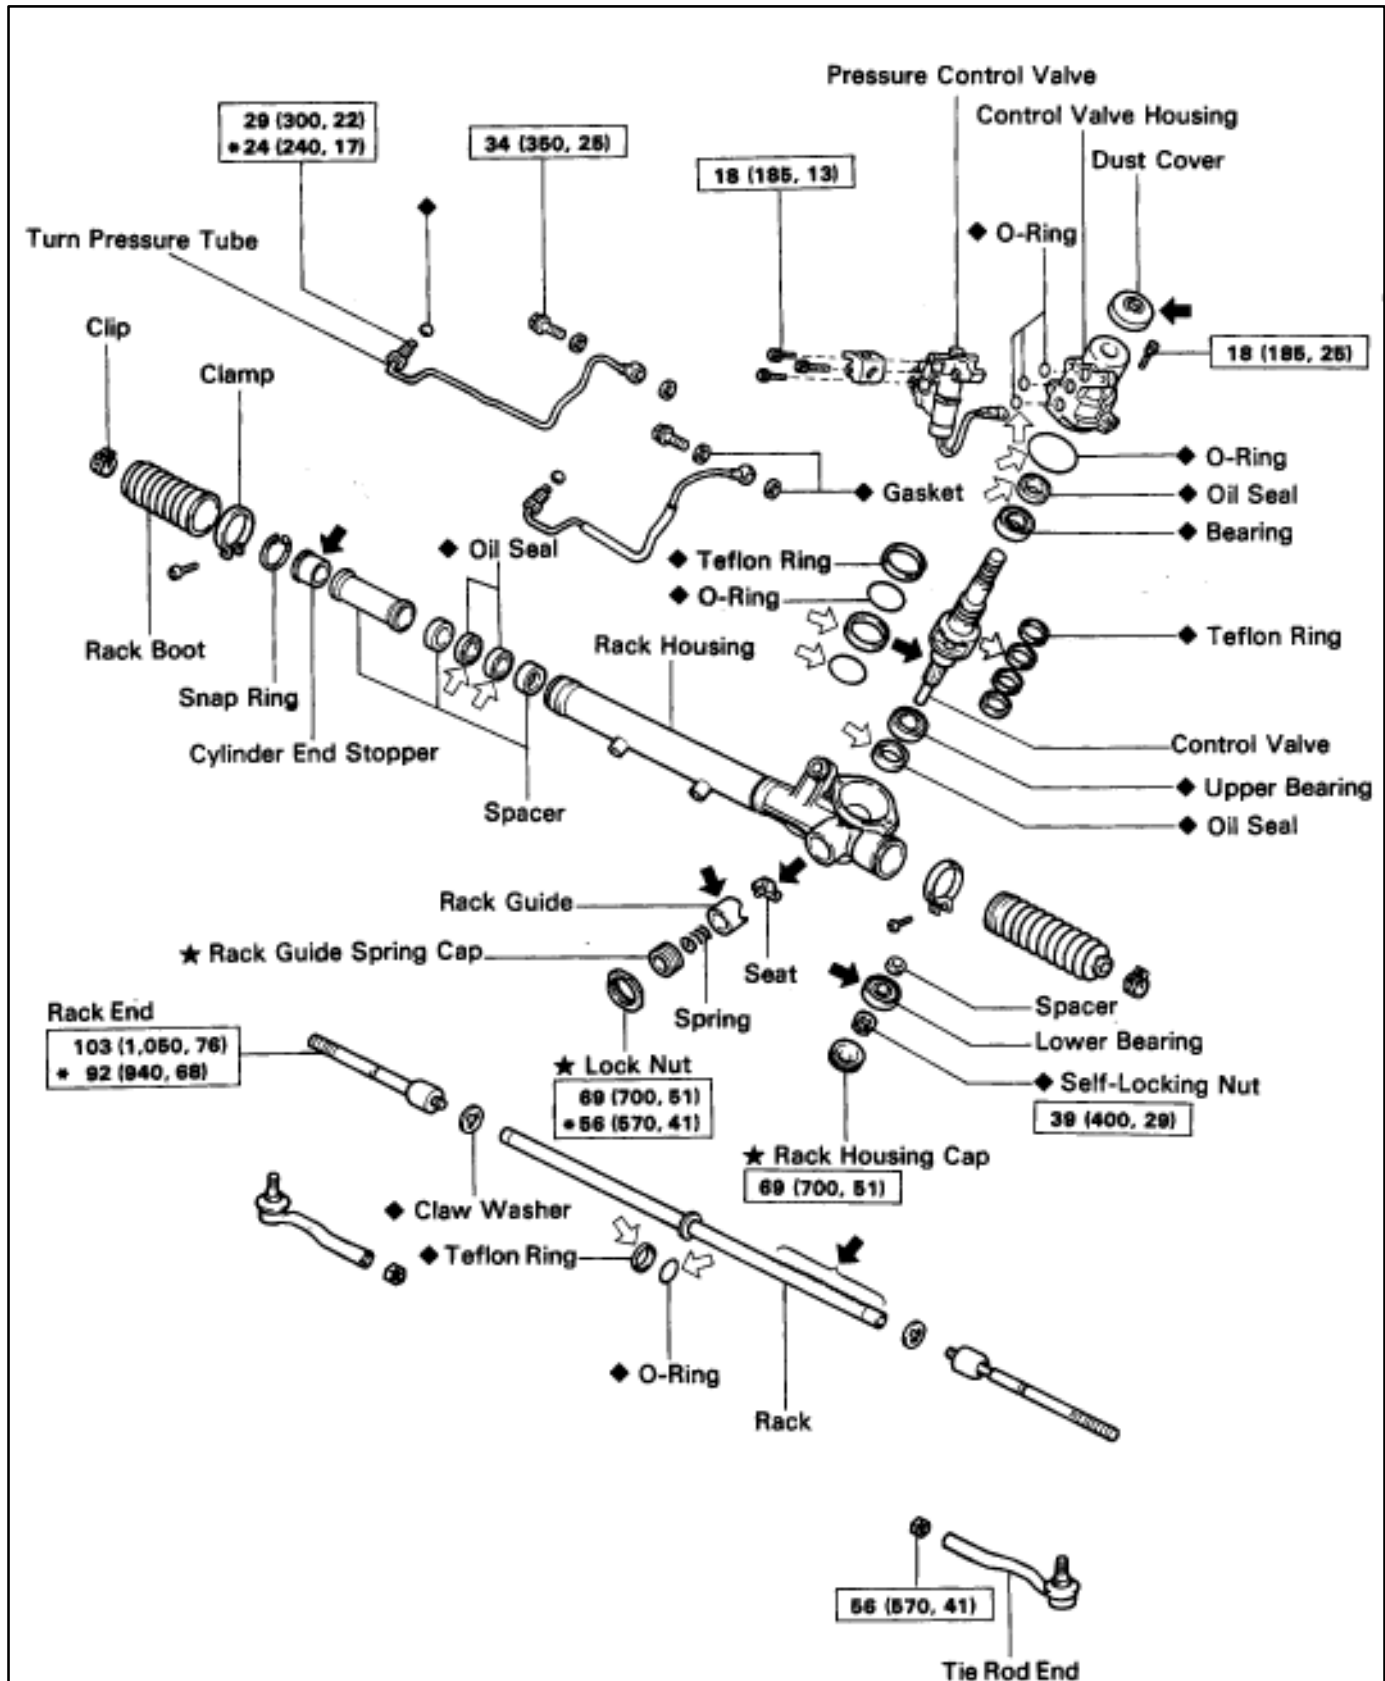 Pressure Control Valve
Control Valve Housing
Dust Cover
29 (300, 22)
*24 (240, 17)
34 (350, 25)
18 (185, 13)
◆
◆ O-Ring
Turn Pressure Tube
Clip
Clamp
18 (185, 25)
◆ O-Ring
◆ Gasket
◆ Oil Seal
◆ Bearing
◆ Oil Seal
◆ Teflon Ring
◆ O-Ring
◆ Teflon Ring
Rack Boot
Rack Housing
Snap Ring
Cylinder End Stopper
Control Valve
◆ Upper Bearing
Spacer
◆ Oil Seal
Rack Guide
★ Rack Guide Spring Cap
Seat
Spring
Spacer
Rack End
103 (1,050, 76)
* 92 (940, 68)
Lower Bearing
★ Lock Nut
69 (700, 51)
*56 (570, 41)
◆ Self-Locking Nut
39 (400, 29)
★ Rack Housing Cap
69 (700, 51)
◆ Claw Washer
◆ Teflon Ring
◆ O-Ring
Rack
56 (570, 41)
Tie Rod End